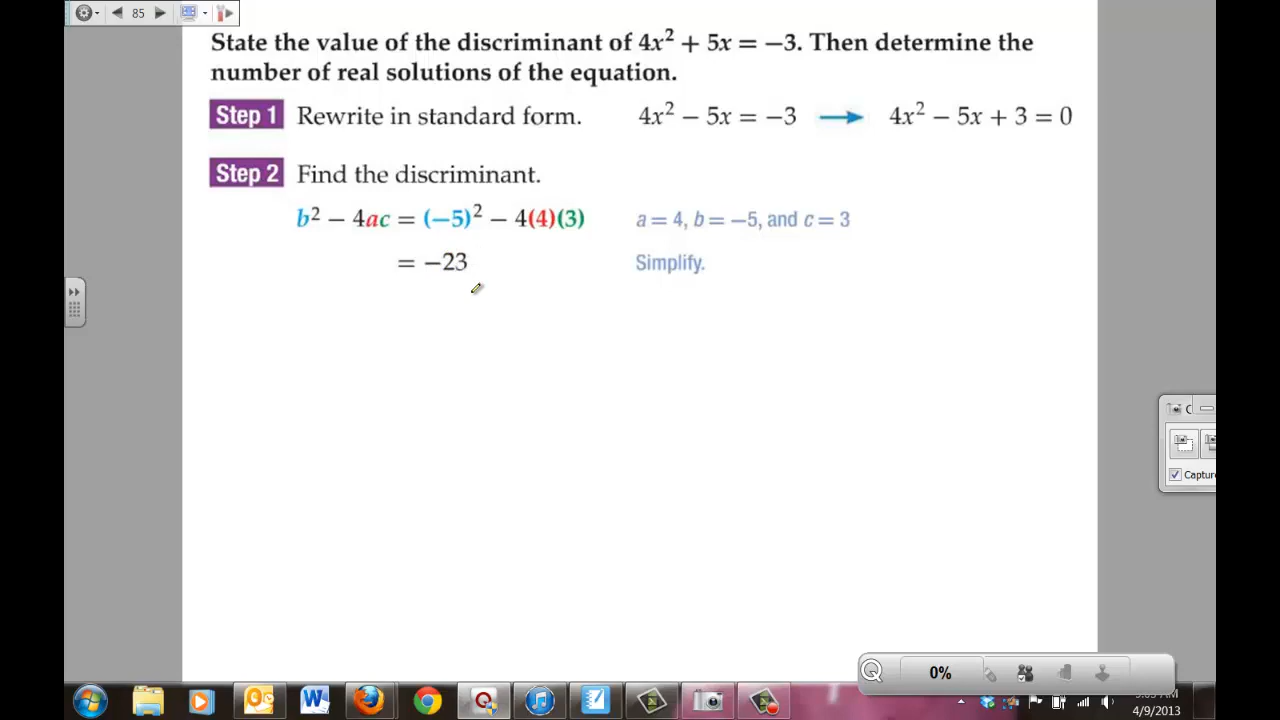 85
State the value of the discriminant of 4x² + 5x = −3. Then determine the
number of real solutions of the equation.
Step 1 Rewrite in standard form. 4x² − 5x = −3 → 4x² − 5x + 3 = 0
Step 2 Find the discriminant.
b² − 4ac = (−5)² − 4(4)(3) a = 4, b = −5, and c = 3
= −23 Simplify.
C
Capture
0%
4/9/2013